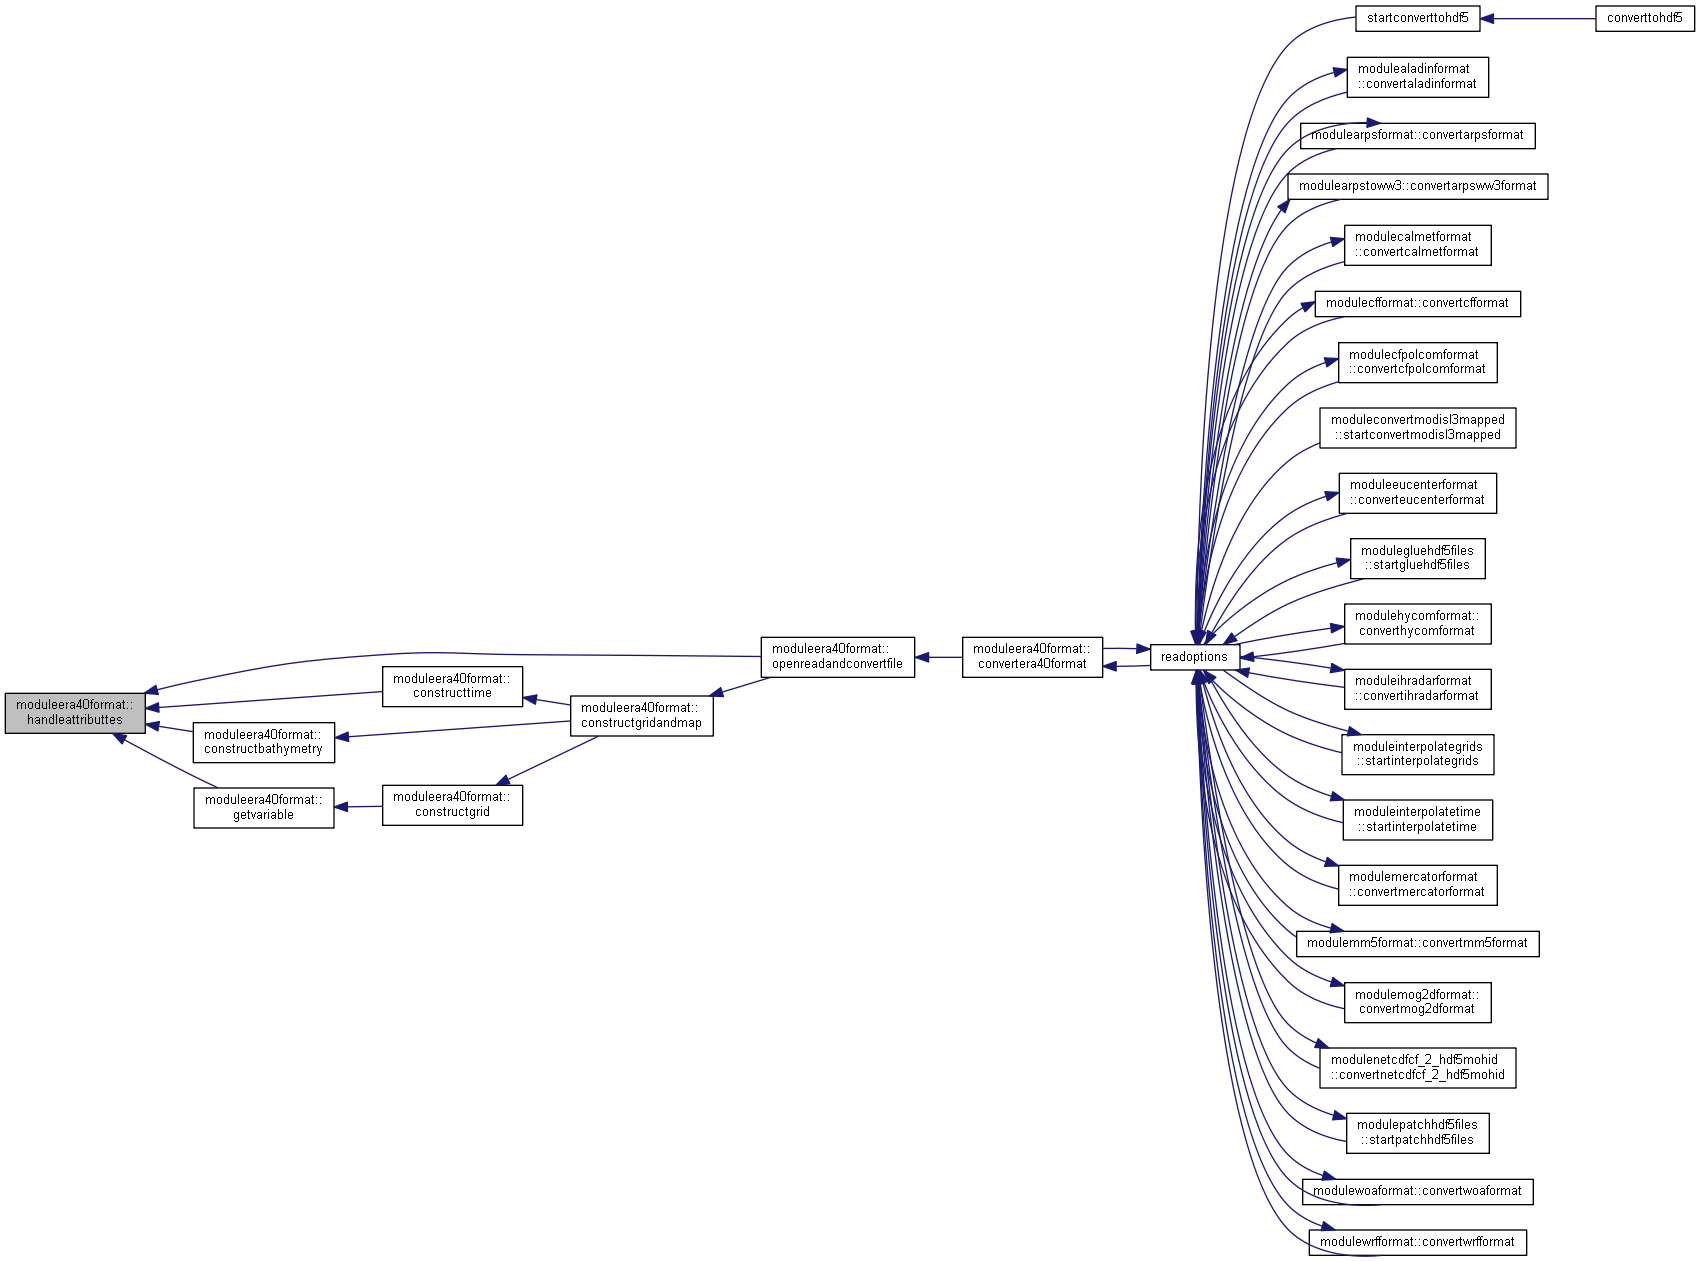 startconverttohdf5
converttohdf5
modulealadinformat
::convertaladinformat
modulearpsformat::convertarpsformat
modulearpstoww3::convertarpsww3format
modulecalmetformat
::convertcalmetformat
modulecfformat::convertcfformat
modulecfpolcomformat
::convertcfpolcomformat
moduleconvertmodisl3mapped
::startconvertmodisl3mapped
moduleeucenterformat
::converteucenterformat
modulegluehdf5files
::startgluehdf5files
modulehycomformat::
converthycomformat
moduleera40format::
openreadandconvertfile
moduleera40format::
convertera40format
readoptions
moduleera40format::
constructtime
moduleihradarformat
::convertihradarformat
moduleera40format::
handleattributtes
moduleera40format::
constructgridandmap
moduleera40format::
constructbathymetry
moduleinterpolategrids
::startinterpolategrids
moduleera40format::
getvariable
moduleera40format::
constructgrid
moduleinterpolatetime
::startinterpolatetime
modulemercatorformat
::convertmercatorformat
modulemm5format::convertmm5format
modulemog2dformat::
convertmog2dformat
modulenetcdfcf_2_hdf5mohid
::convertnetcdfcf_2_hdf5mohid
modulepatchhdf5files
::startpatchhdf5files
modulewoaformat::convertwoaformat
modulewrfformat::convertwrfformat